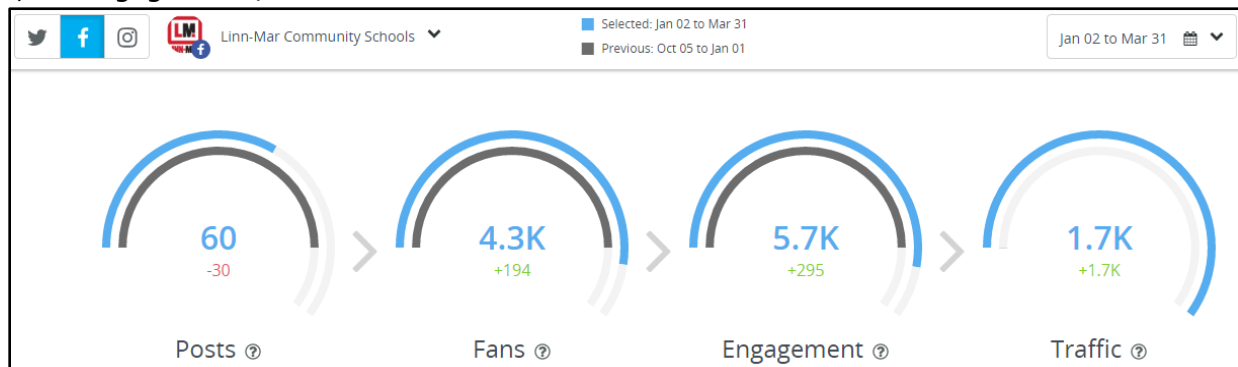 Linn-Mar Community Schools
Selected: Jan 02 to Mar 31
Previous: Oct 05 to Jan 01
Jan 02 to Mar 31
LM
60
-30
4.3K
+194
5.7K
+295
1.7K
+1.7K
Posts
Fans
Engagement
Traffic